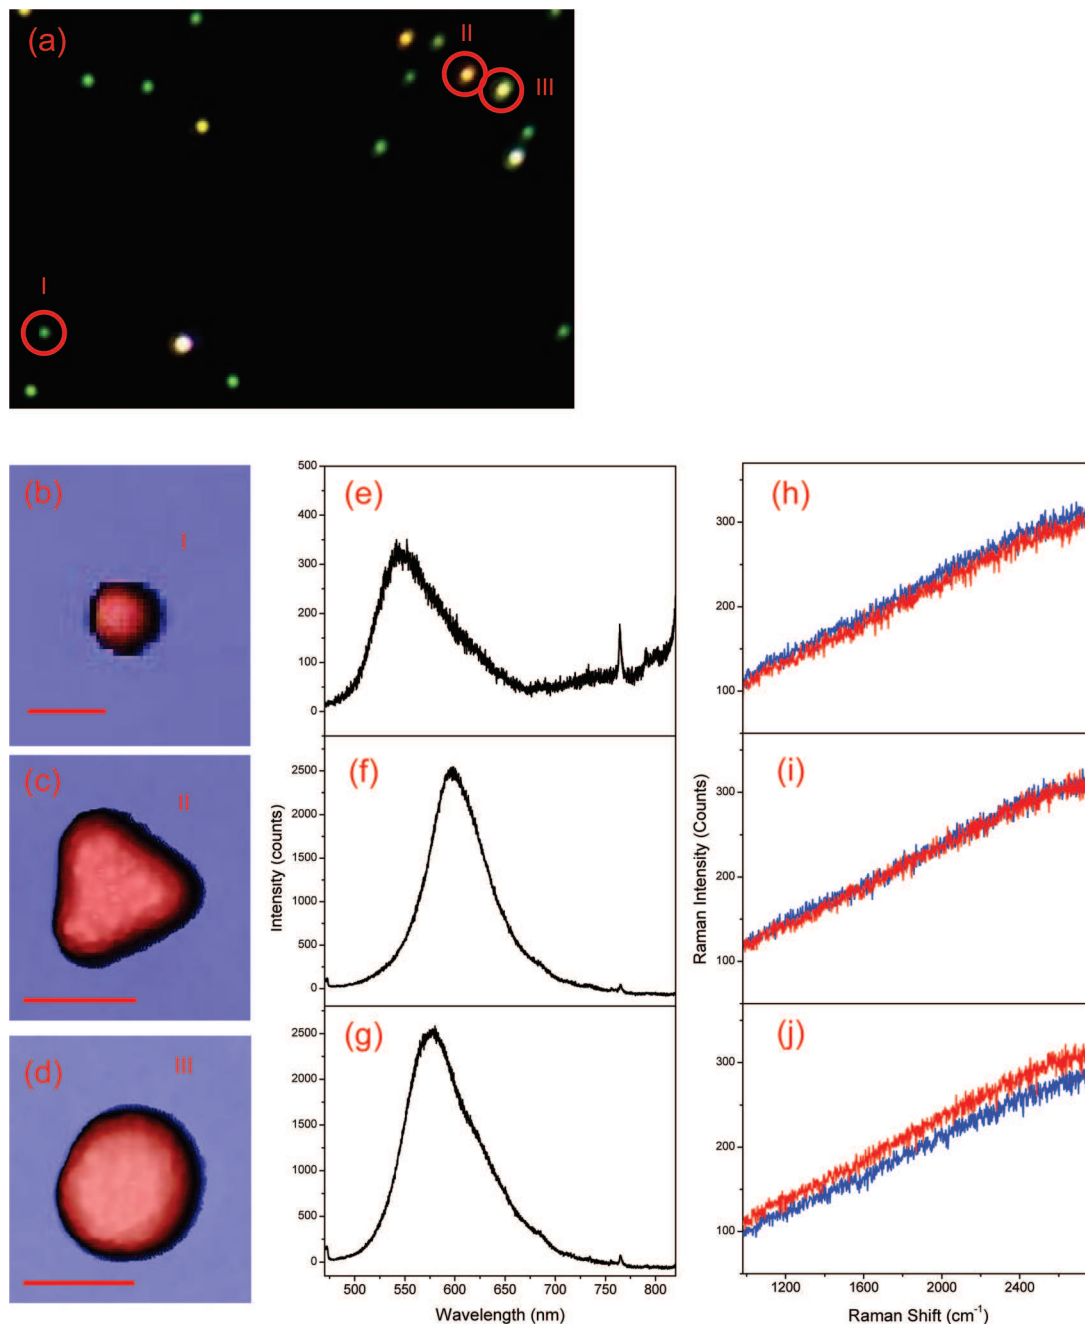 (a)
II
III
I
(b)
I
(c)
II
(d)
III
(e)
500
400
300
200
100
0
(f)
2500
2000
1500
1000
500
0
(g)
2500
2000
1500
1000
500
0
Intensity (counts)
500 550 600 650 700 750 800
Wavelength (nm)
(h)
300
200
100
(i)
300
200
100
(j)
300
200
100
Raman Intensity (Counts)
1200 1600 2000 2400
Raman Shift (cm⁻¹)